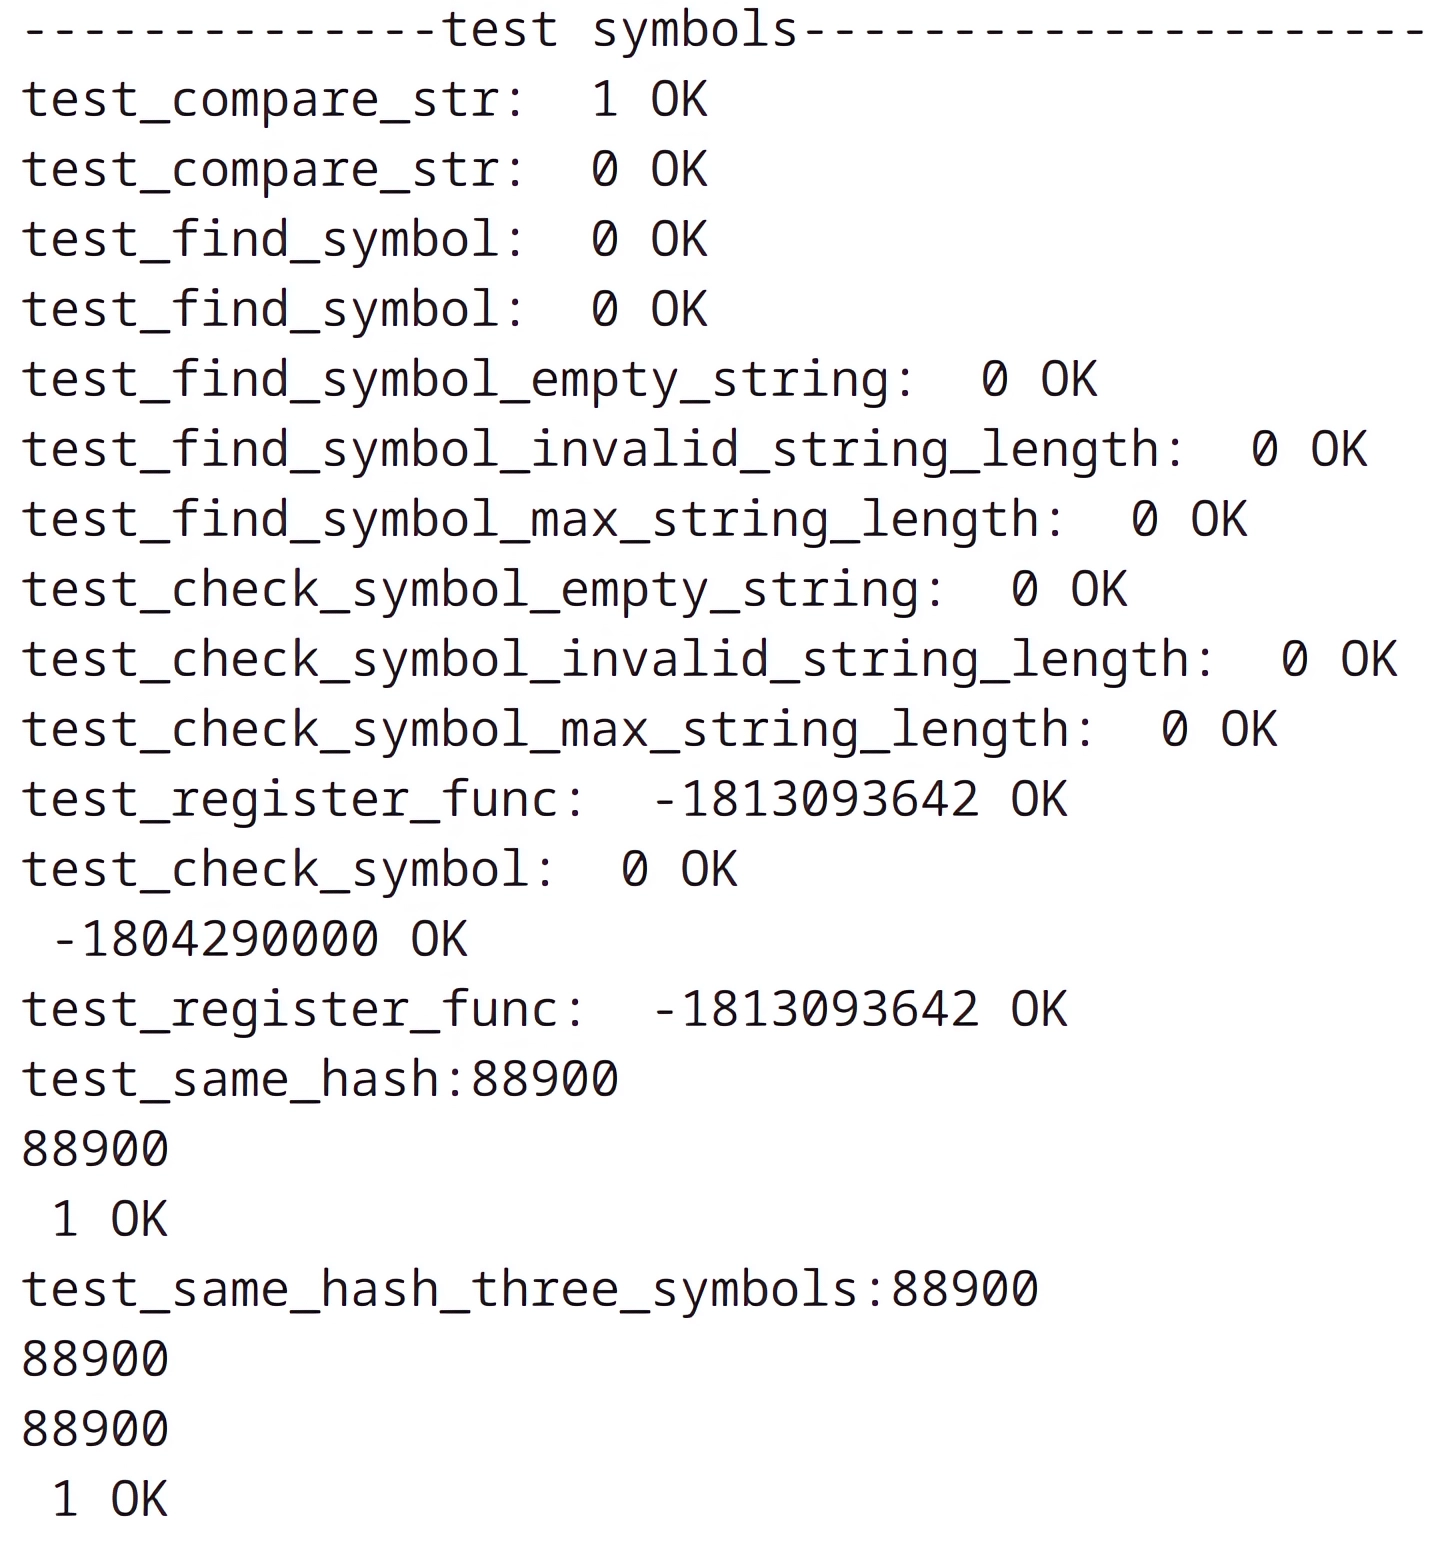 --------------test symbols---------------------
test_compare_str:  1 OK
test_compare_str:  0 OK
test_find_symbol:  0 OK
test_find_symbol:  0 OK
test_find_symbol_empty_string:  0 OK
test_find_symbol_invalid_string_length:  0 OK
test_find_symbol_max_string_length:  0 OK
test_check_symbol_empty_string:  0 OK
test_check_symbol_invalid_string_length:  0 OK
test_check_symbol_max_string_length:  0 OK
test_register_func:  -1813093642 OK
test_check_symbol:  0 OK
 -1804290000 OK
test_register_func:  -1813093642 OK
test_same_hash:88900
88900
 1 OK
test_same_hash_three_symbols:88900
88900
88900
 1 OK